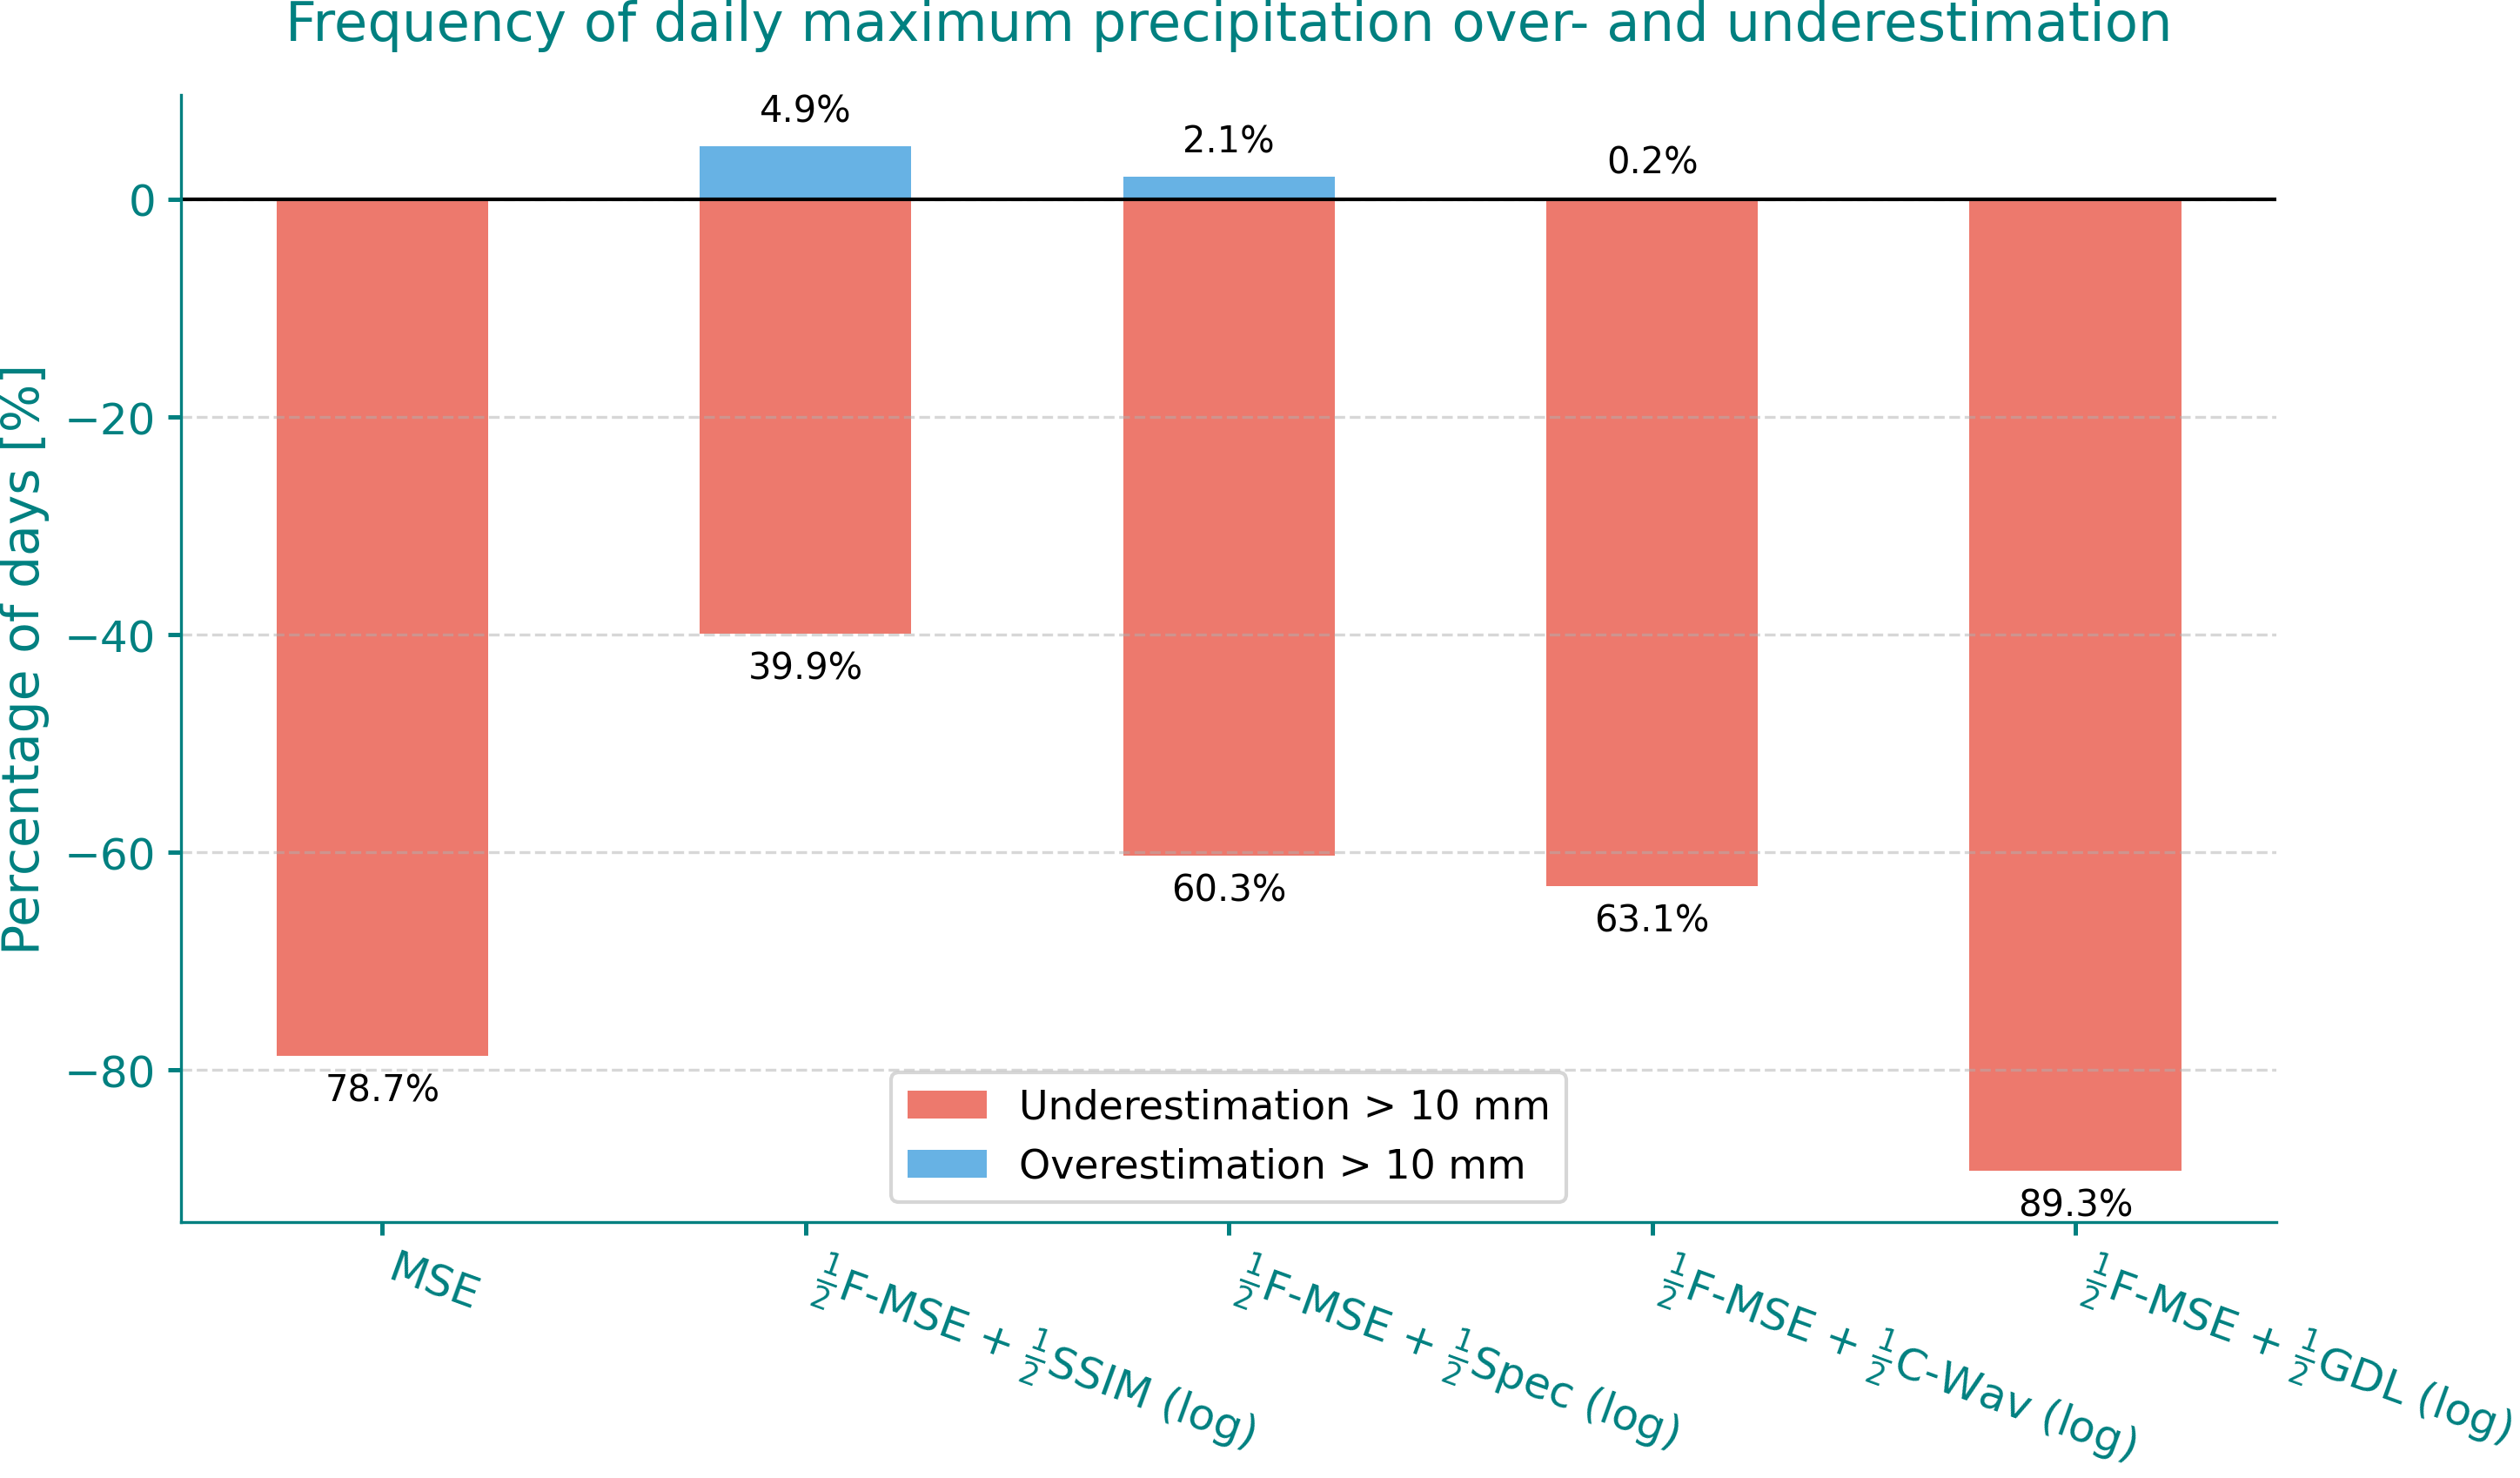 Frequency of daily maximum precipitation over- and underestimation
Percentage of days [%]
0
−20
−40
−60
−80
4.9%
2.1%
0.2%
39.9%
60.3%
63.1%
78.7%
89.3%
Underestimation > 10 mm
Overestimation > 10 mm
MSE
½F-MSE + ½SSIM (log)
½F-MSE + ½Spec (log)
½F-MSE + ½C-Wav (log)
½F-MSE + ½GDL (log)